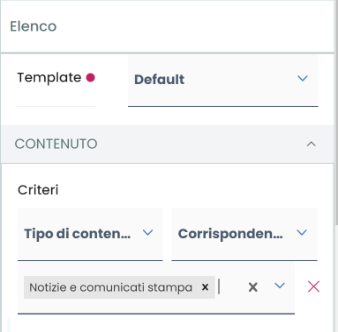 Elenco
Template
Default
CONTENUTO
Criteri
Tipo di conten...
Corrisponden...
Notizie e comunicati stampa